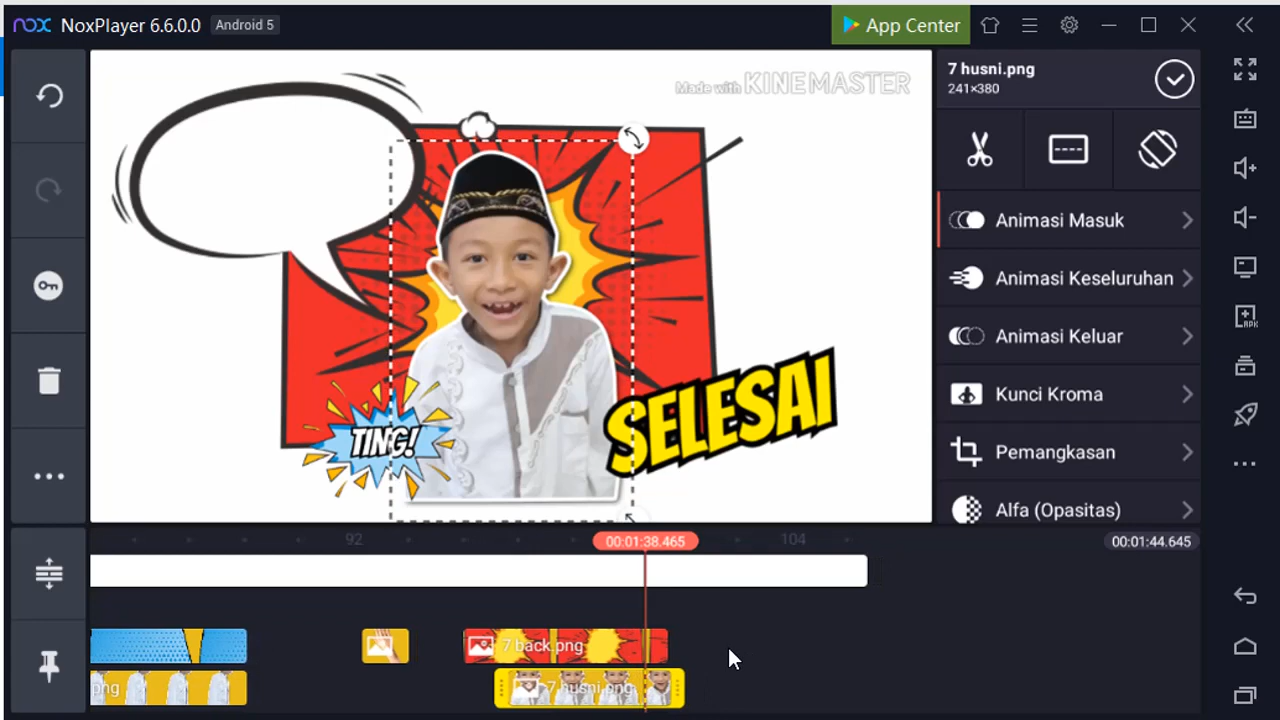 nox NoxPlayer 6.6.0.0 Android 5
App Center
Made with KINEMASTER
TING!
SELESAI
7 husni.png
241×380
Animasi Masuk
Animasi Keseluruhan
Animasi Keluar
Kunci Kroma
Pemangkasan
Alfa (Opasitas)
APK
92
00:01:38.465
104
00:01:44.645
7 back.png
png
7 husni.png